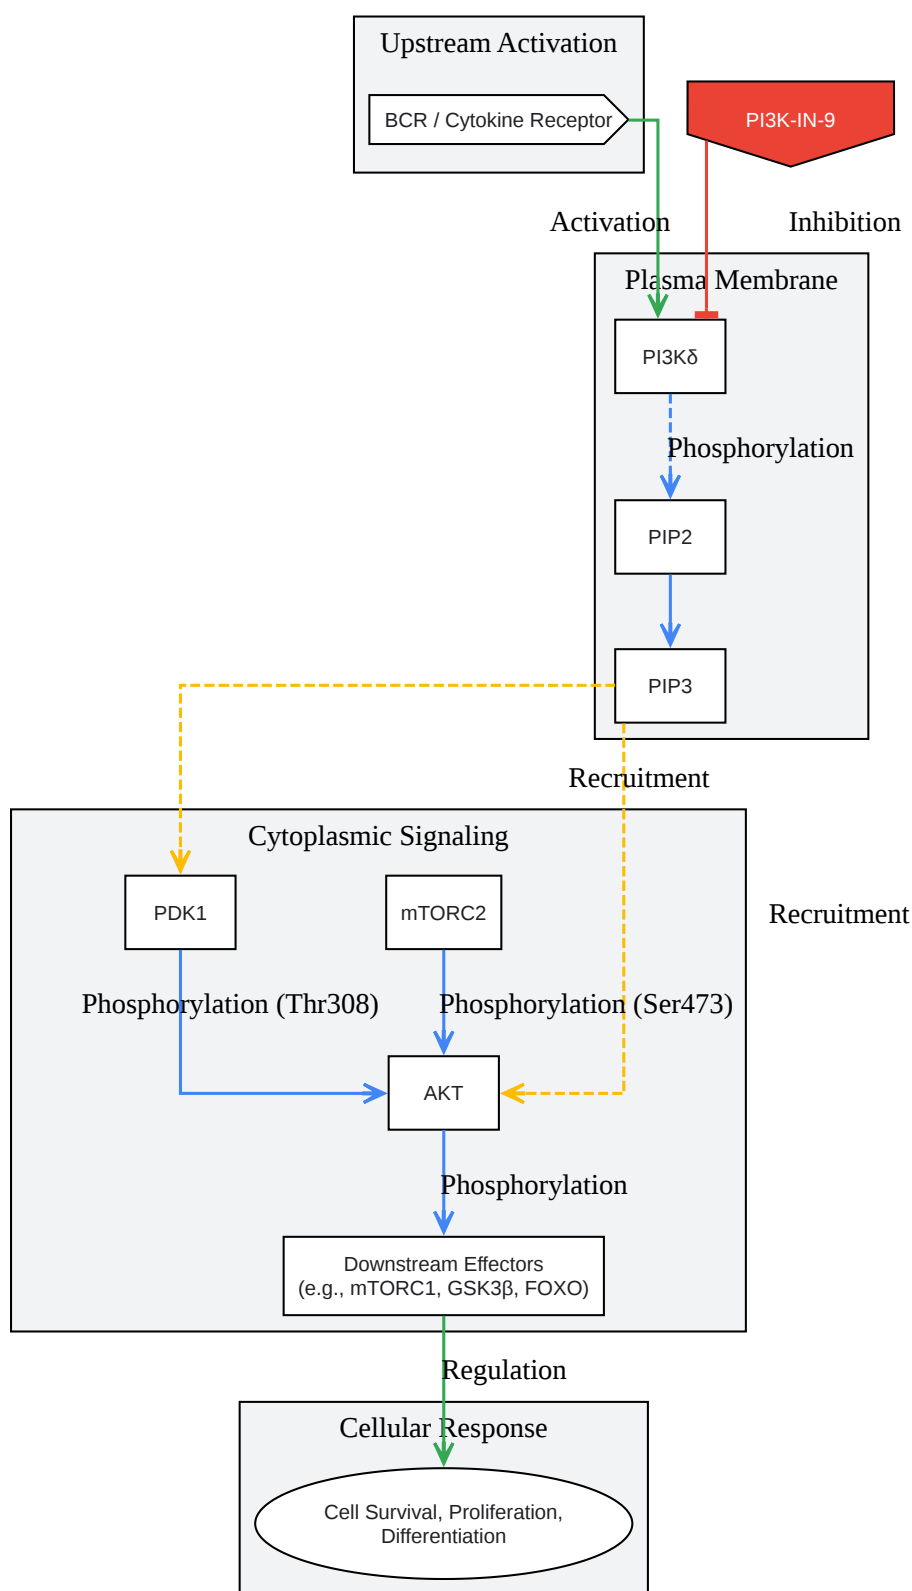 Upstream Activation
BCR / Cytokine Receptor
PI3K-IN-9
Activation
Inhibition
Plasma Membrane
PI3Kδ
Phosphorylation
PIP2
PIP3
Recruitment
Cytoplasmic Signaling
PDK1
mTORC2
Recruitment
Phosphorylation (Thr308)
Phosphorylation (Ser473)
AKT
Phosphorylation
Downstream Effectors
(e.g., mTORC1, GSK3β, FOXO)
Regulation
Cellular Response
Cell Survival, Proliferation,
Differentiation